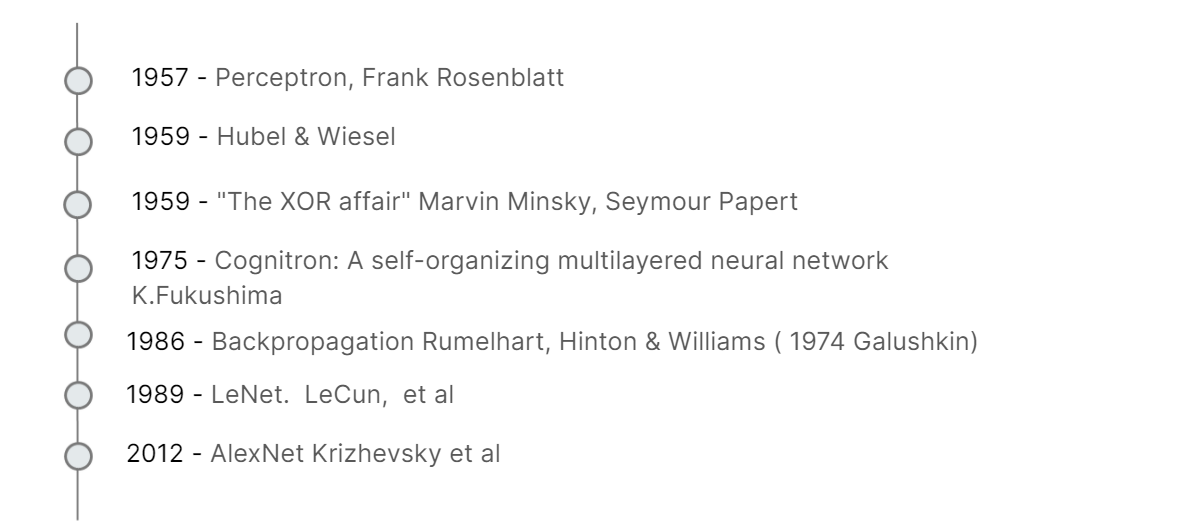 1957 - Perceptron, Frank Rosenblatt
1959 - Hubel & Wiesel
1959 - "The XOR affair" Marvin Minsky, Seymour Papert
1975 - Cognitron: A self-organizing multilayered neural network
K.Fukushima
1986 - Backpropagation Rumelhart, Hinton & Williams ( 1974 Galushkin)
1989 - LeNet.  LeCun,  et al
2012 - AlexNet Krizhevsky et al